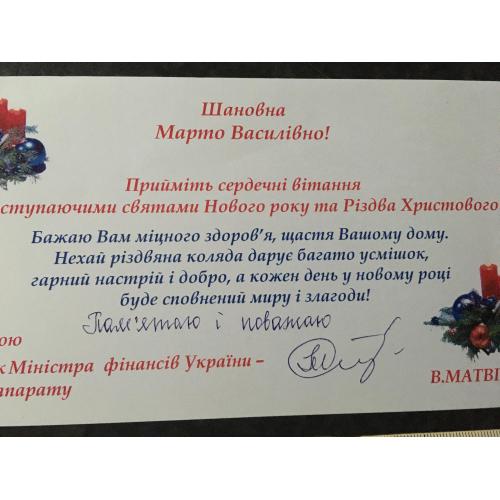 Шановна
Марто Василівно!
Прийміть сердечні вітання
ступаючими святами Нового року та Різдва Христового
Бажаю Вам міцного здоров’я, щастя Вашому дому.
Нехай різдвяна коляда дарує багато усмішок,
гарний настрій і добро, а кожен день у новому році
буде сповнений миру і злагоди!
Пам'ятаю і поважаю
ою
к Міністра фінансів України –
апарату
В.МАТВІ